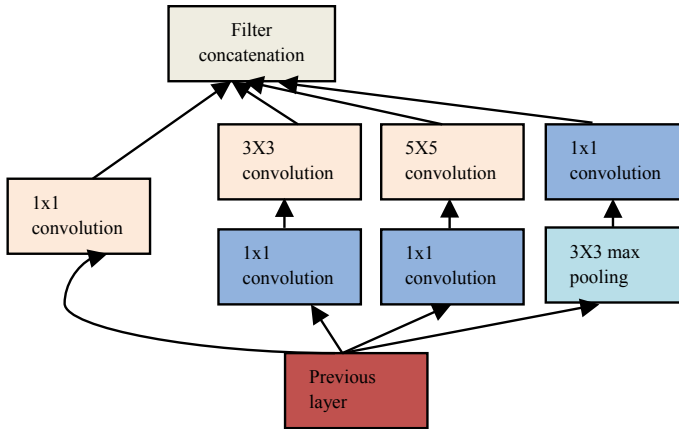 Filter
concatenation
3X3
convolution
5X5
convolution
1x1
convolution
1x1
convolution
1x1
convolution
1x1
convolution
3X3 max
pooling
Previous
layer